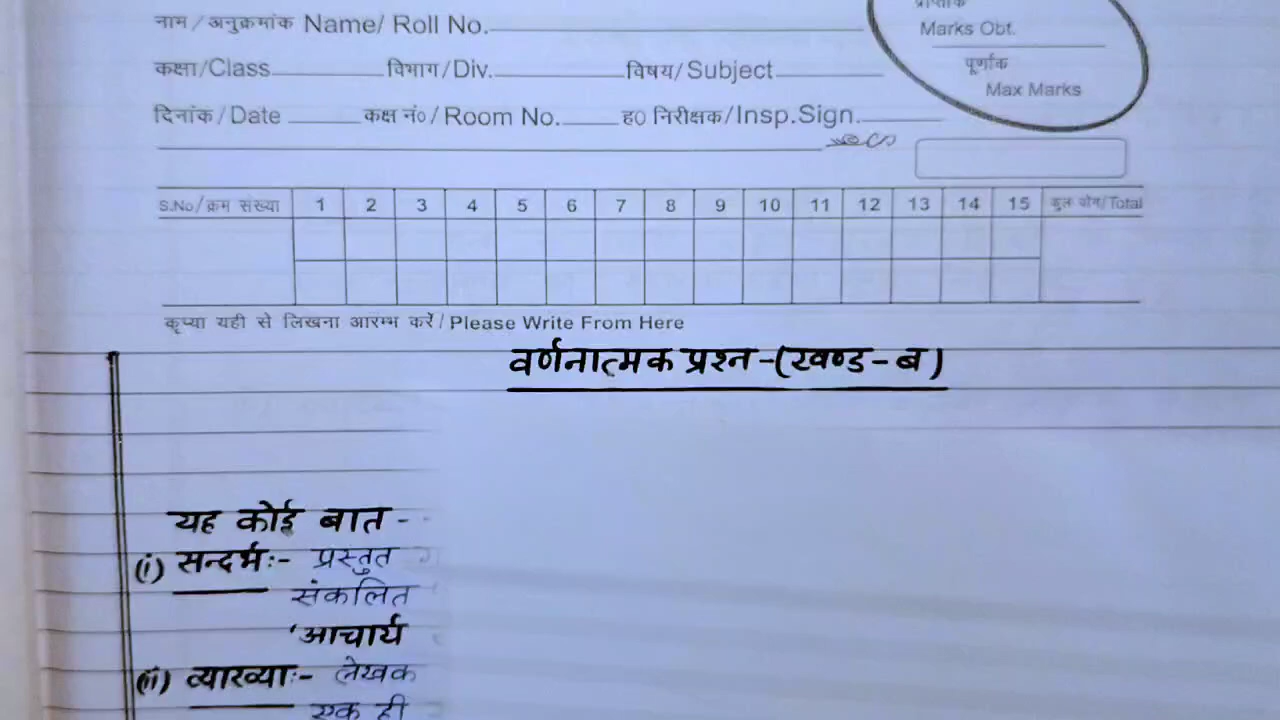 प्राप्तांक
Marks Obt.
नाम / अनुक्रमांक Name/ Roll No.
कक्षा/Class विभाग/Div. विषय/Subject
पूर्णांक
Max Marks
दिनांक/Date कक्ष नं०/Room No. ह० निरीक्षक/Insp.Sign.
S.No/क्रम संख्या 1 2 3 4 5 6 7 8 9 10 11 12 13 14 15 कुल योग/Total
कृप्या यही से लिखना आरम्भ करें/Please Write From Here
वर्णनात्मक प्रश्न-(खण्ड-ब)
यह कोई बात -
(i) सन्दर्भः- प्रस्तुत
संकलित
'आचार्य
(ii) व्याख्याः- लेखक
एक ही